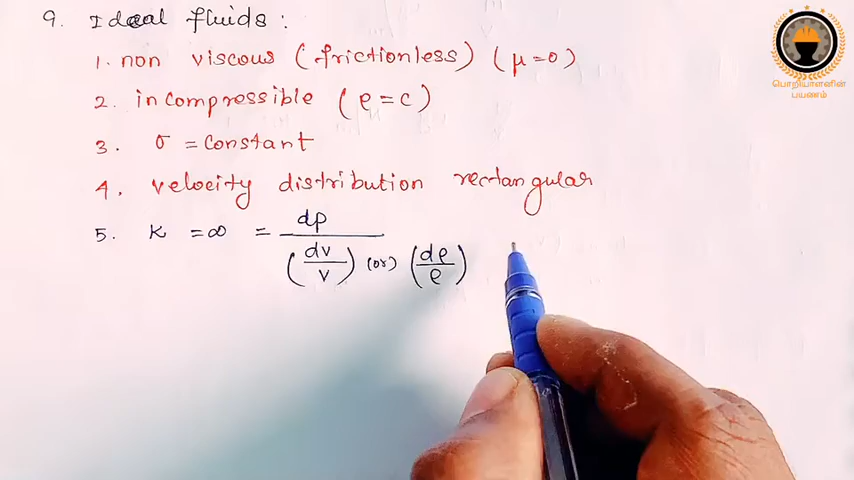 9. Ideal fluids :
1. non viscous (frictionless) (μ=0)
2. incompressible (ρ=c)
3. σ = constant
4. velocity distribution rectangular
5. K =∞ = dp / (dv/v) (or) (dρ/ρ)
பொறியாளனின்
பயணம்